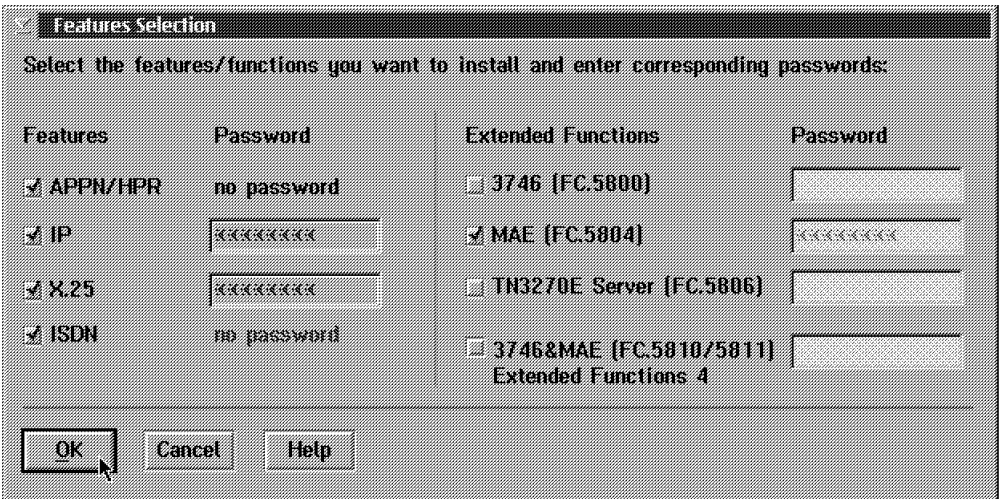 Features Selection
Select the features/functions you want to install and enter corresponding passwords:
Features Password Extended Functions Password
APPN/HPR no password 3746 (FC.5800)
IP ******** MAE (FC.5804) ********
X.25 ******** TN3270E Server (FC.5806)
ISDN no password 3746&MAE (FC.5810/5811)
Extended Functions 4
OK Cancel Help